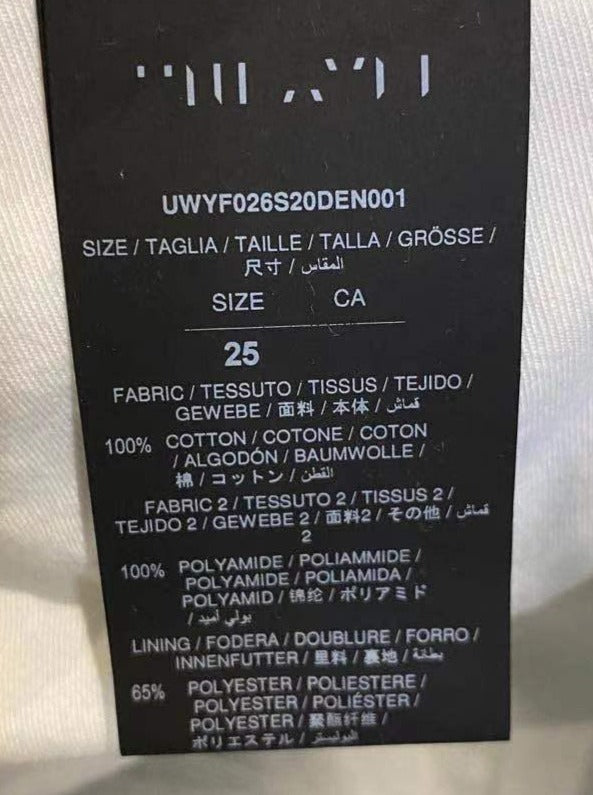 UWYF026S20DEN001
SIZE / TAGLIA / TAILLE / TALLA / GRÖSSE /
尺寸 / المقاس
SIZE CA
25
FABRIC / TESSUTO / TISSUS / TEJIDO /
GEWEBE / 面料 / 本体 / قماش
100% COTTON / COTONE / COTON
/ ALGODÓN / BAUMWOLLE /
棉 / コットン / القطن
FABRIC 2 / TESSUTO 2 / TISSUS 2 /
TEJIDO 2 / GEWEBE 2 / 面料2 / その他 / قماش
2
100% POLYAMIDE / POLIAMMIDE /
POLYAMIDE / POLIAMIDA /
POLYAMID / 锦纶 / ポリアミド
/ بولي أميد
LINING / FODERA / DOUBLURE / FORRO /
INNENFUTTER / 里料 / 裏地 / بطانة
65% POLYESTER / POLIESTERE /
POLYESTER / POLIÉSTER /
POLYESTER / 聚酯纤维 /
ポリエステル / البوليستر